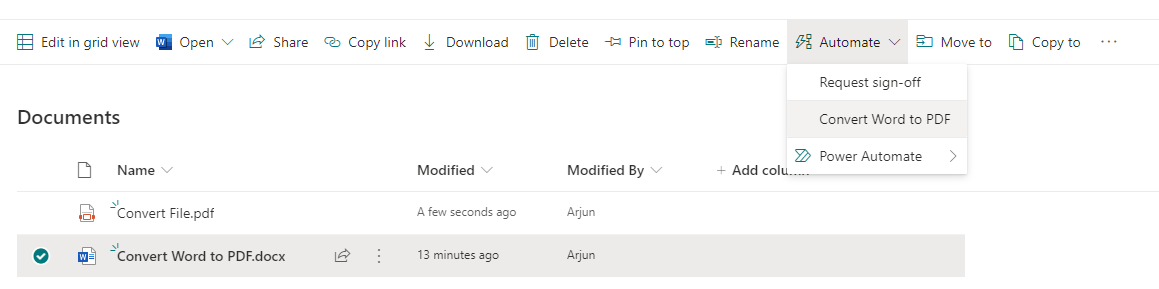 Edit in grid view Open Share Copy link Download Delete Pin to top Rename Automate Move to Copy to ...
Request sign-off
Documents
Convert Word to PDF
Power Automate
Name Modified Modified By + Add column
Convert File.pdf A few seconds ago Arjun
Convert Word to PDF.docx 13 minutes ago Arjun